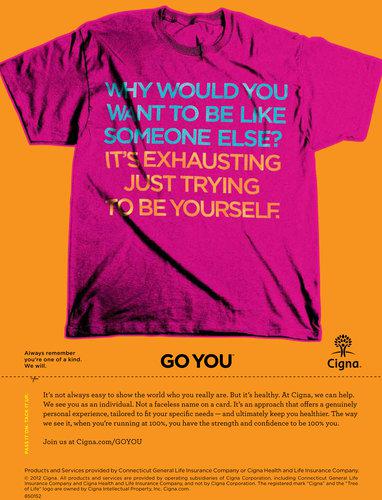 WHY WOULD YOU
WANT TO BE LIKE
SOMEONE ELSE?
IT'S EXHAUSTING
JUST TRYING
TO BE YOURSELF.
Always remember
you're one of a kind.
We will.
GO YOU
Cigna.
PASS IT ON. TACK IT UP.
It's not always easy to show the world who you really are. But it's healthy. At Cigna, we can help.
We see you as an individual. Not a faceless name on a card. It's an approach that offers a genuinely
personal experience, tailored to fit your specific needs — and ultimately keep you healthier. The way
we see it, when you're running at 100%, you have the strength and confidence to be 100% you.
Join us at Cigna.com/GOYOU
Products and Services provided by Connecticut General Life Insurance Company or Cigna Health and Life Insurance Company.
© 2012 Cigna. All products and services are provided by operating subsidiaries of Cigna Corporation, including Connecticut General Life Insurance
Company and Cigna Health and Life Insurance Company, and not by Cigna Corporation. The registered mark "Cigna" and the "Tree
of Life" logo are owned by Cigna Intellectual Property, Inc. Cigna.com
850152